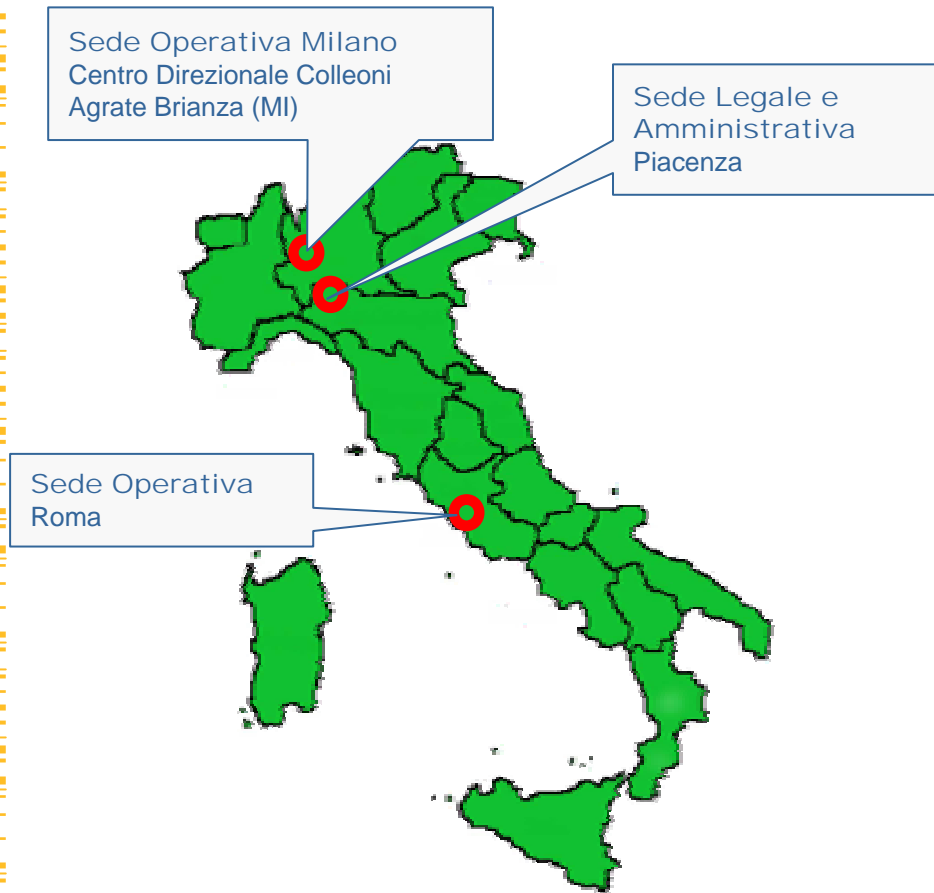 Sede Operativa Milano
Centro Direzionale Colleoni
Agrate Brianza (MI)
Sede Legale e
Amministrativa
Piacenza
Sede Operativa
Roma